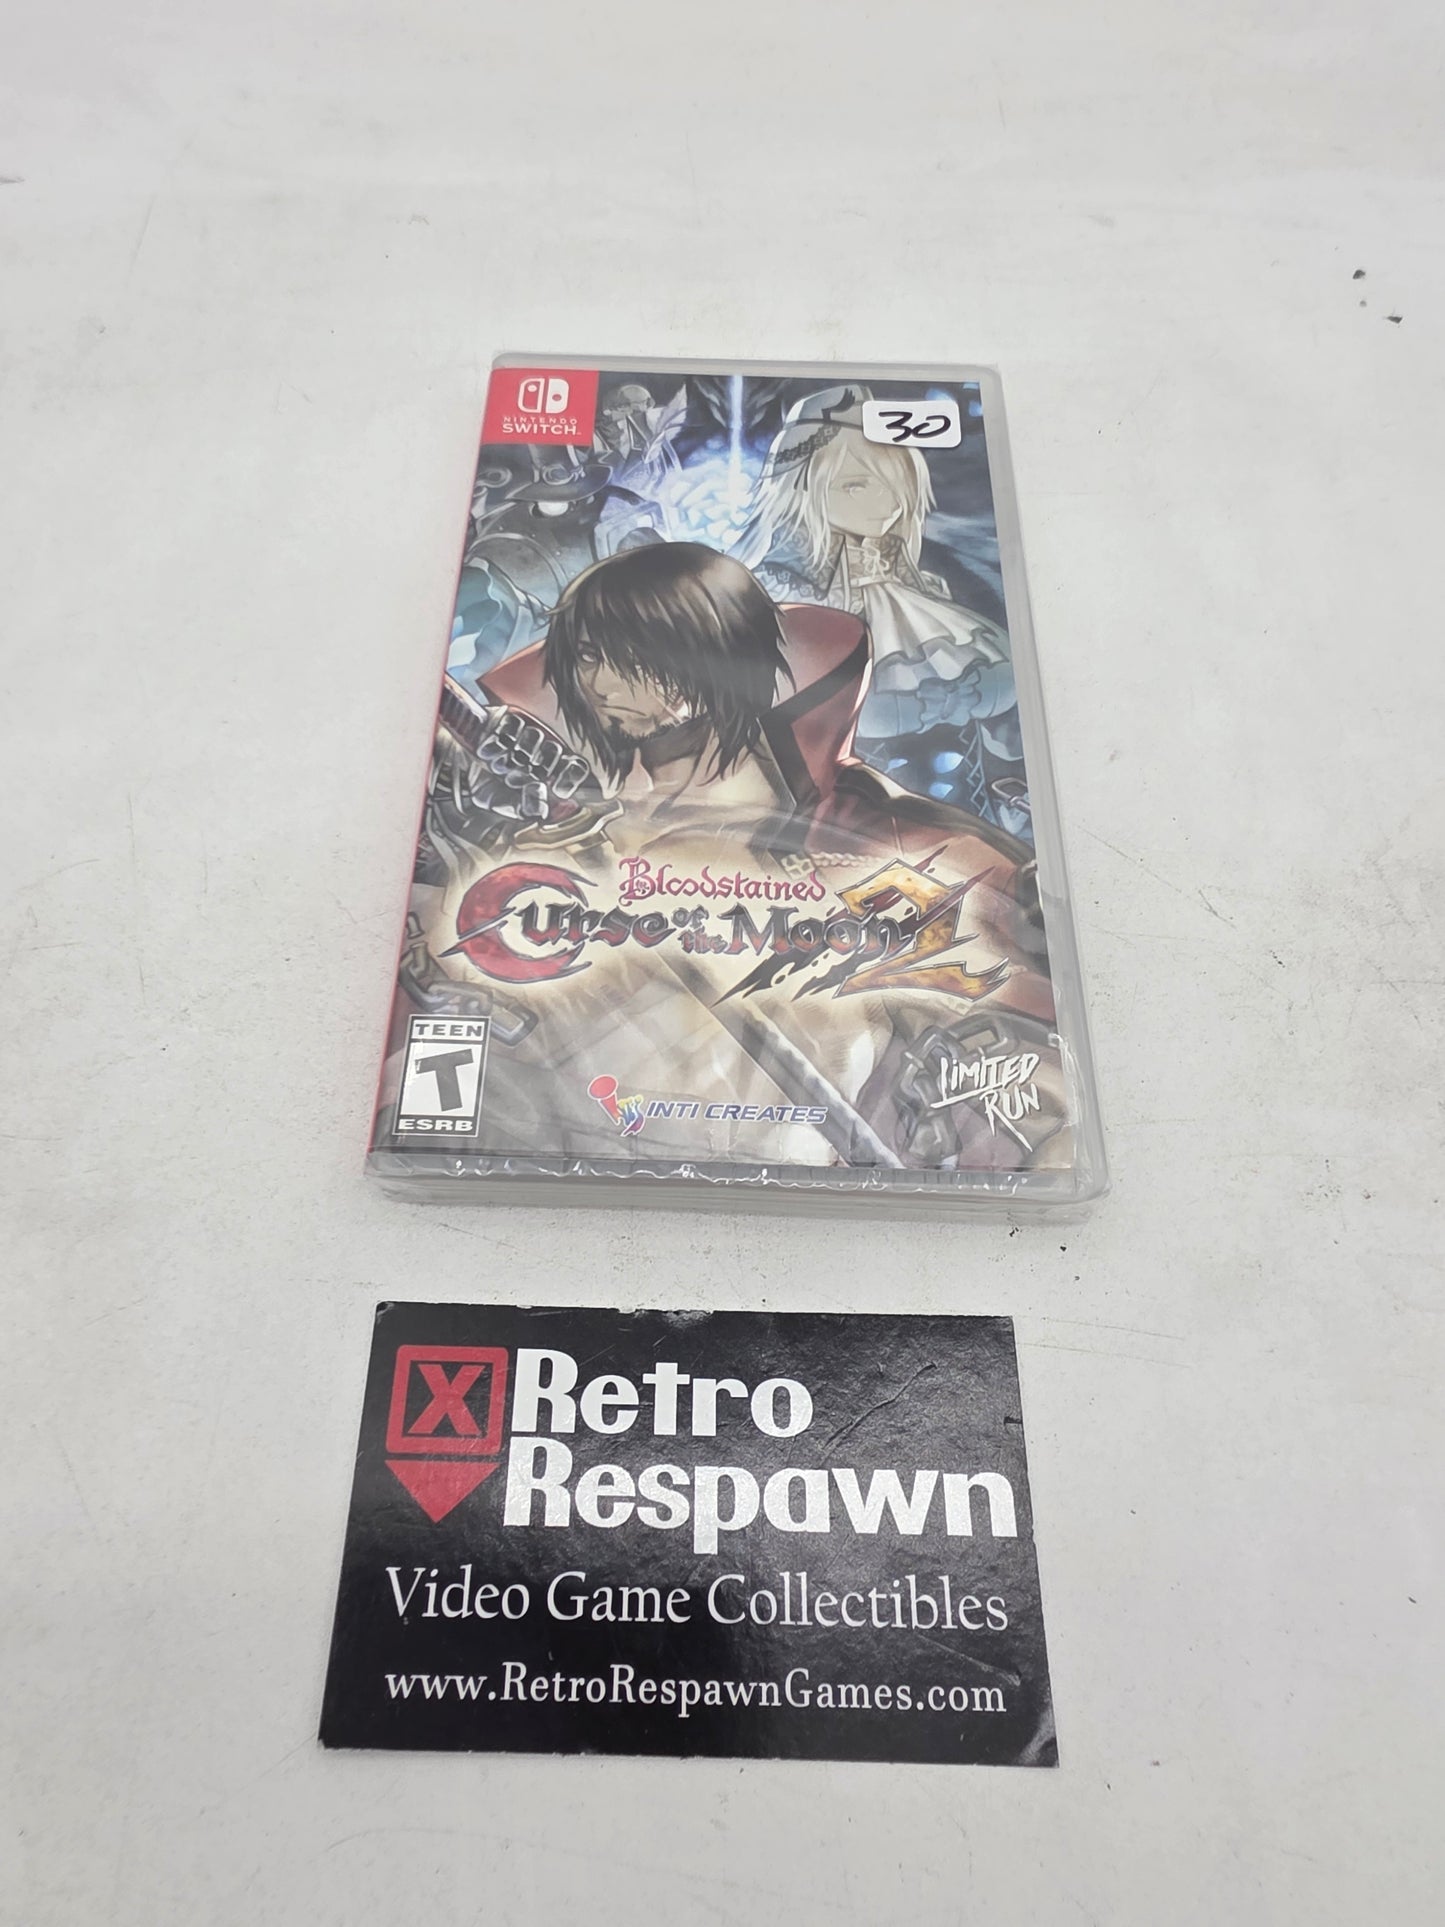 NINTENDO
SWITCH™
30
Bloodstained
Curse of the Moon 2
TEEN
T
ESRB
INTI CREATES
LIMITED
RUN
X
Retro
Respawn
Video Game Collectibles
www.RetroRespawnGames.com